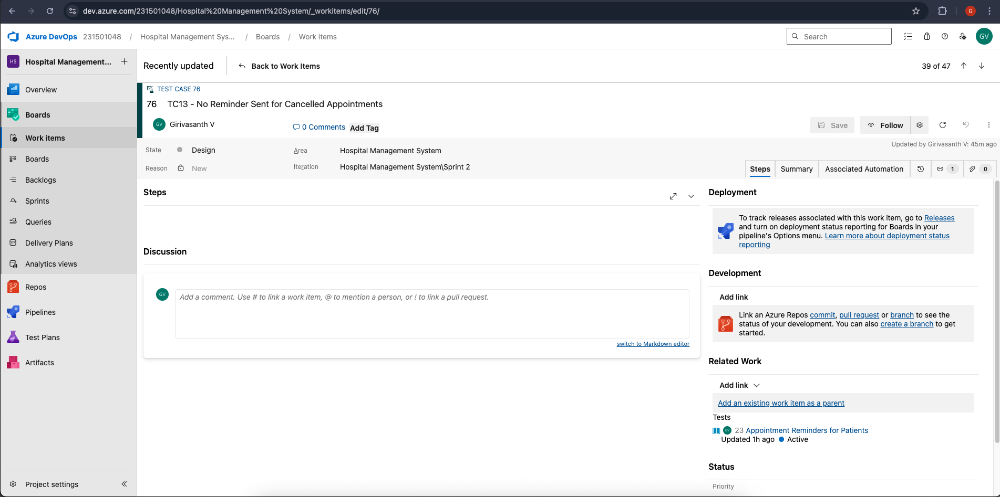 dev.azure.com/231501048/Hospital%20Management%20System/_workitems/edit/76/
G
Azure DevOps 231501048 / Hospital Management Sys... / Boards / Work items
Search
GV
HS Hospital Management... +
Overview
Boards
Work items
Boards
Backlogs
Sprints
Queries
Delivery Plans
Analytics views
Repos
Pipelines
Test Plans
Artifacts
Project settings
Recently updated
Back to Work Items
39 of 47
TEST CASE 76
76 TC13 - No Reminder Sent for Cancelled Appointments
GV Girivasanth V
0 Comments
Add Tag
Save
Follow
Updated by Girivasanth V: 45m ago
State Design
Area Hospital Management System
Reason New
Iteration Hospital Management System\Sprint 2
Steps
Summary
Associated Automation
1
0
Steps
Discussion
GV
Add a comment. Use # to link a work item, @ to mention a person, or ! to link a pull request.
switch to Markdown editor
Deployment
To track releases associated with this work item, go to Releases
and turn on deployment status reporting for Boards in your
pipeline's Options menu. Learn more about deployment status
reporting
Development
Add link
Link an Azure Repos commit, pull request or branch to see the
status of your development. You can also create a branch to get
started.
Related Work
Add link
Add an existing work item as a parent
Tests
GV 23 Appointment Reminders for Patients
Updated 1h ago Active
Status
Priority